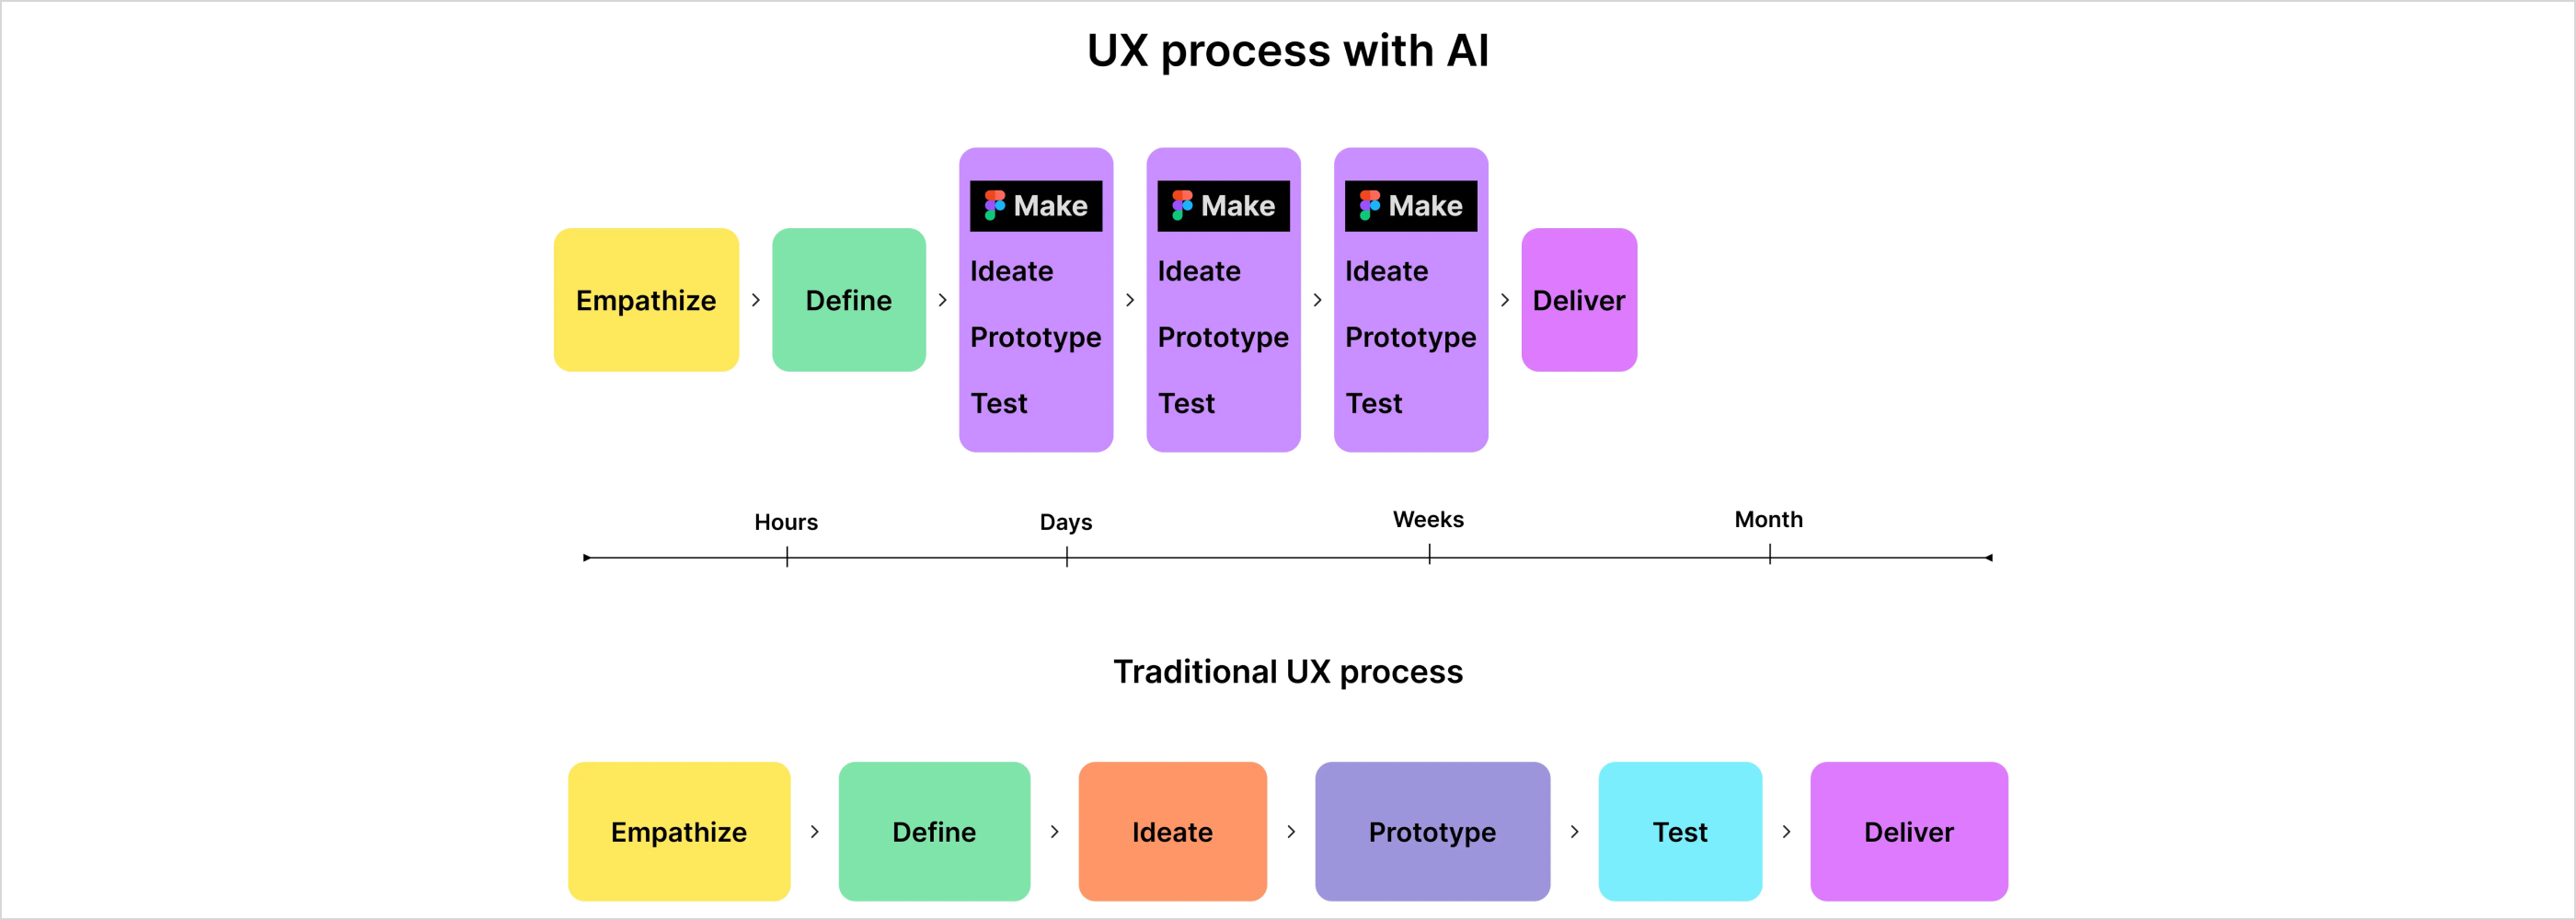 UX process with AI
Make
Make
Make
Ideate
Ideate
Ideate
Empathize
Define
Deliver
Prototype
Prototype
Prototype
Test
Test
Test
Hours
Days
Weeks
Month
Traditional UX process
Empathize
Define
Ideate
Prototype
Test
Deliver